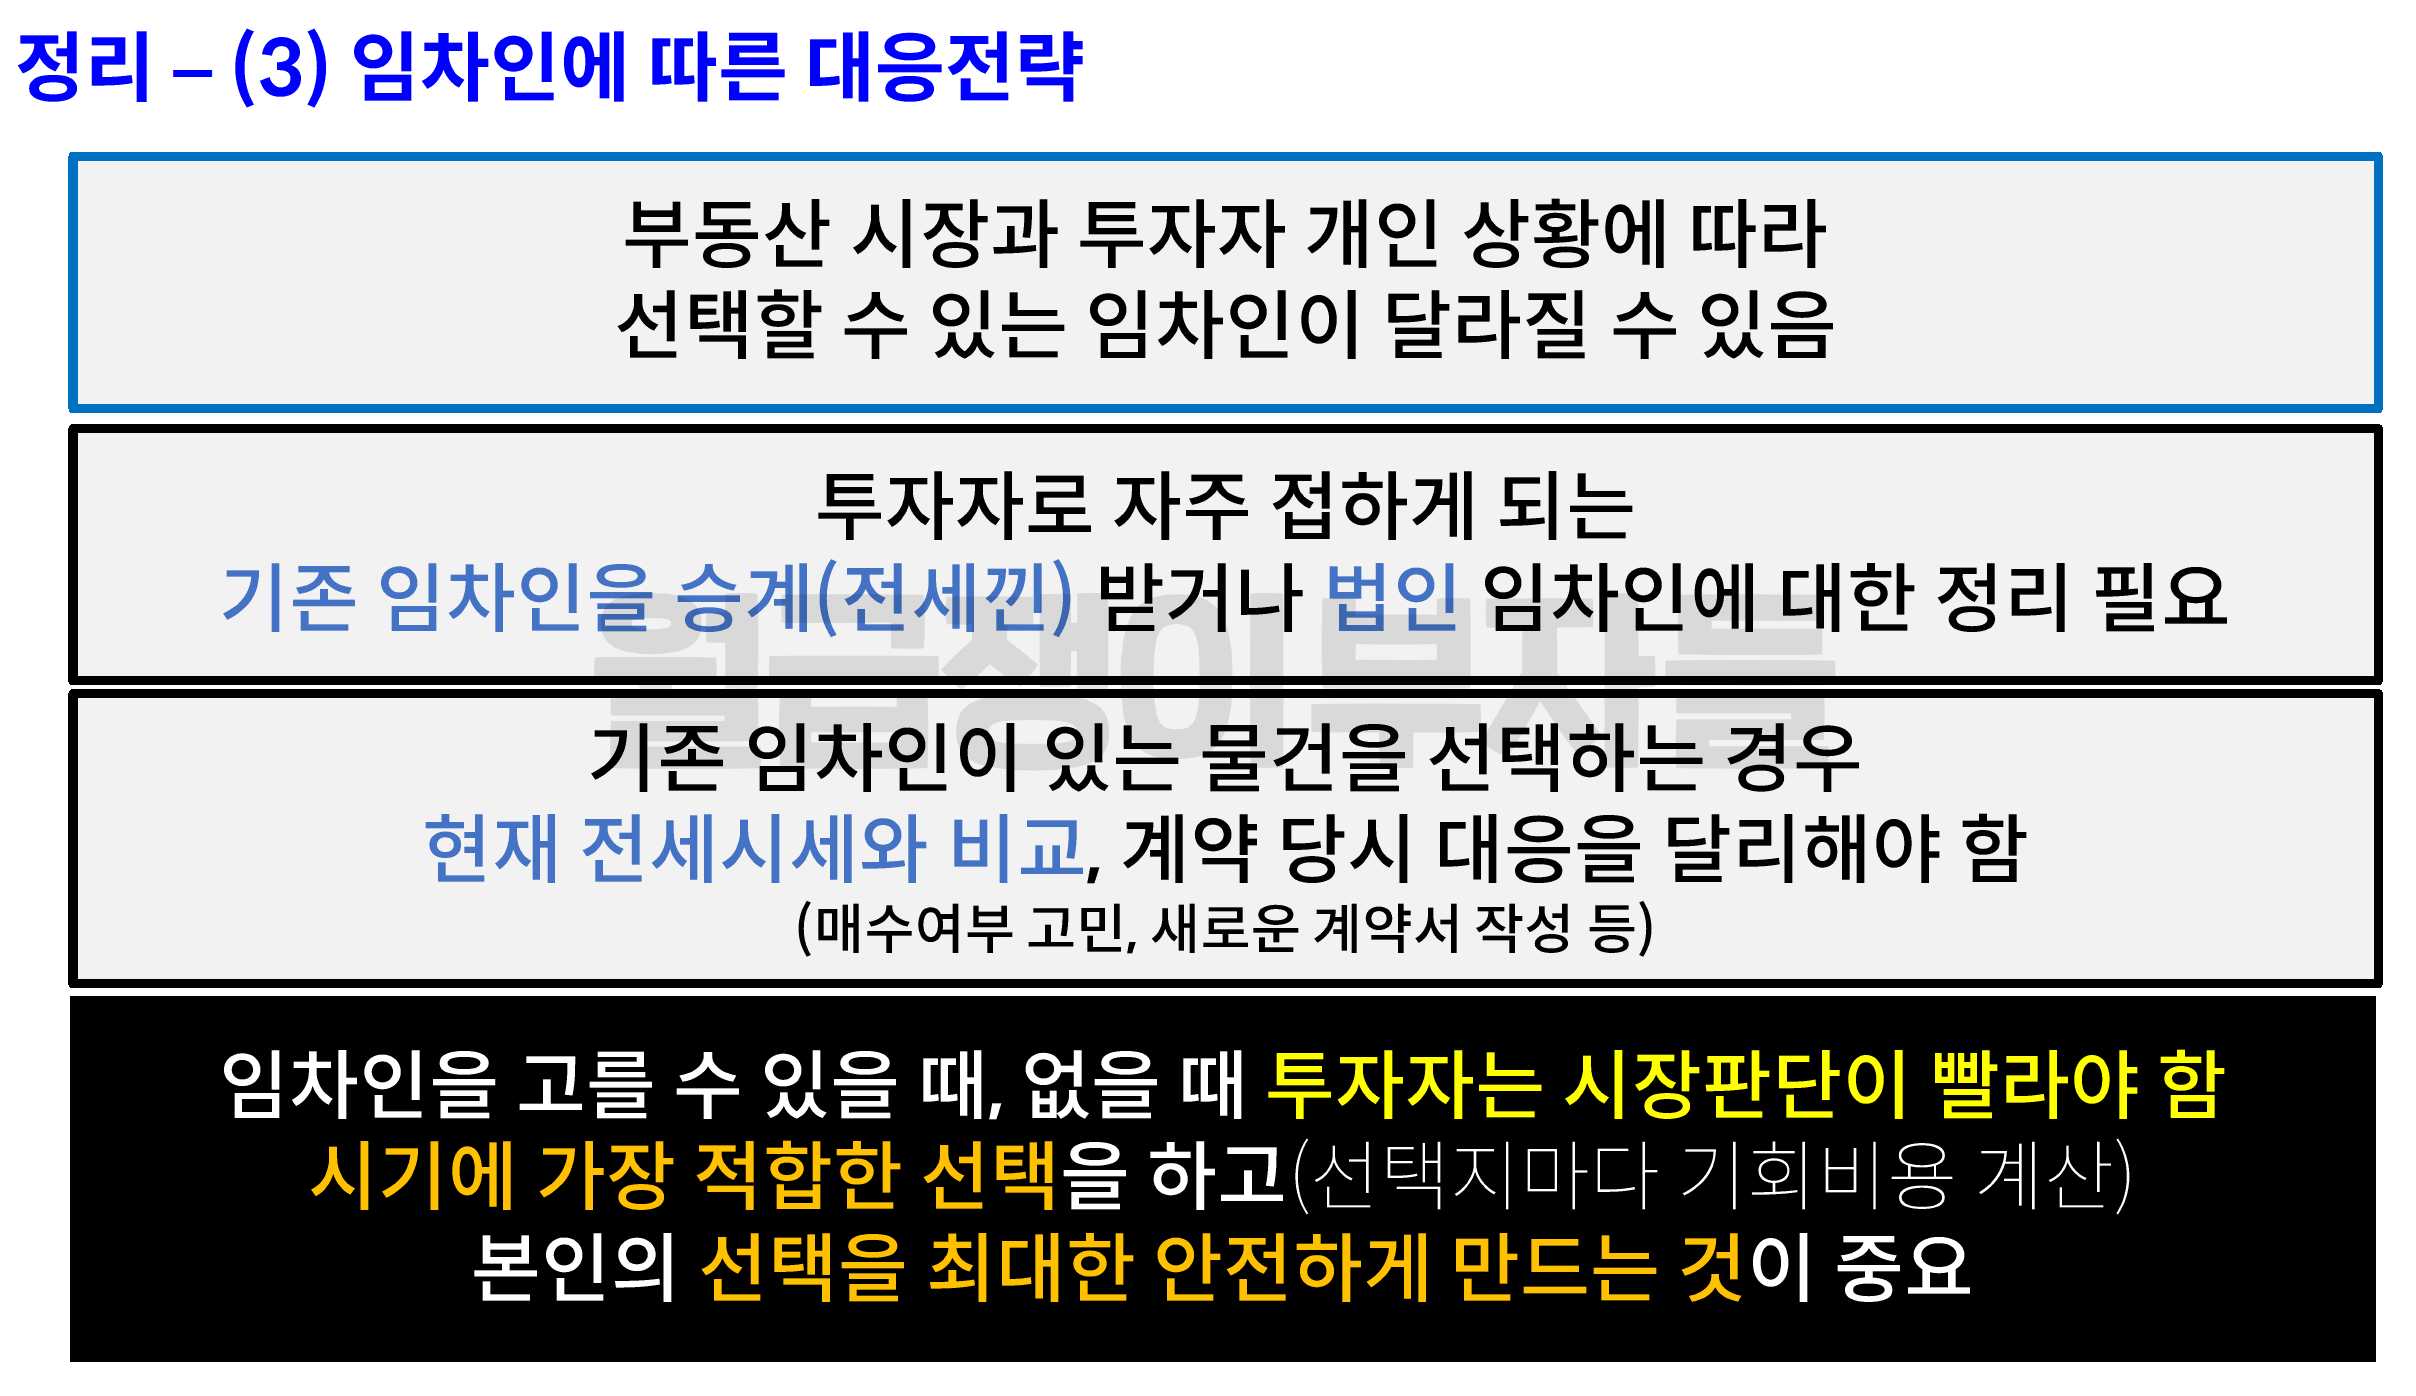 정리 – (3) 임차인에 따른 대응전략
부동산 시장과 투자자 개인 상황에 따라
선택할 수 있는 임차인이 달라질 수 있음
투자자로 자주 접하게 되는
기존 임차인을 승계(전세낀) 받거나 법인 임차인에 대한 정리 필요
월급쟁이부자들
기존 임차인이 있는 물건을 선택하는 경우
현재 전세시세와 비교, 계약 당시 대응을 달리해야 함
(매수여부 고민, 새로운 계약서 작성 등)
임차인을 고를 수 있을 때, 없을 때 투자자는 시장판단이 빨라야 함
시기에 가장 적합한 선택을 하고(선택지마다 기회비용 계산)
본인의 선택을 최대한 안전하게 만드는 것이 중요